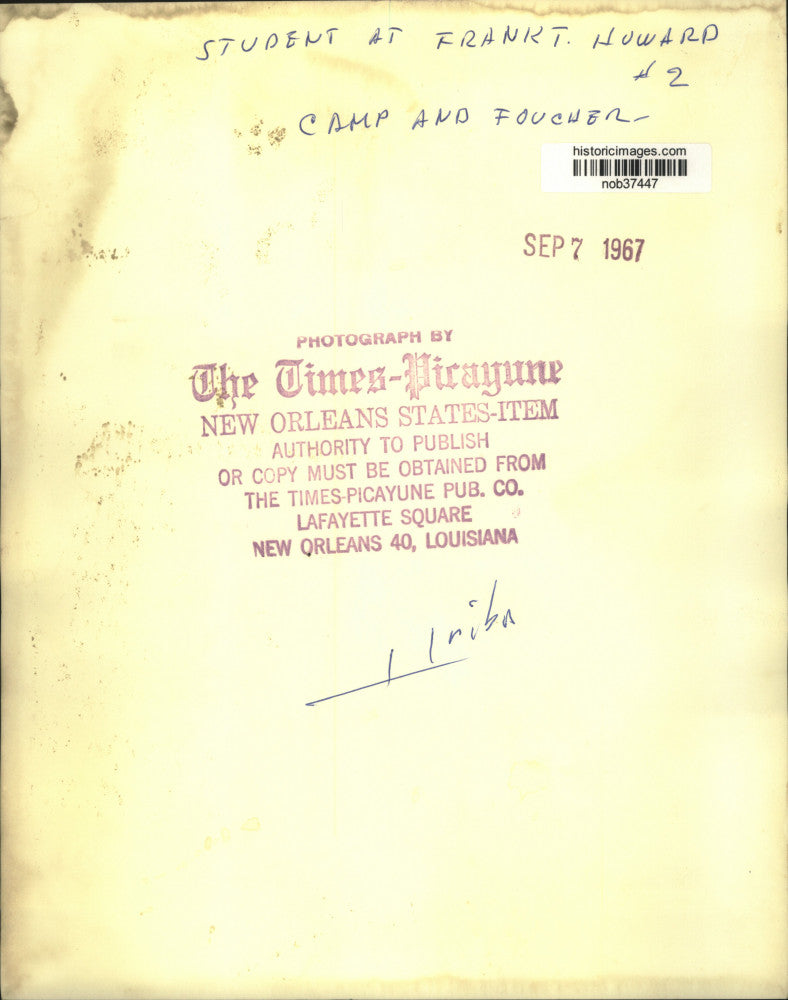 STUDENT AT FRANK T. HOWARD
# 2
CAMP AND FOUCHER-
historicimages.com
nob37447
SEP 7 1967
PHOTOGRAPH BY
The Times-Picayune
NEW ORLEANS STATES-ITEM
AUTHORITY TO PUBLISH
OR COPY MUST BE OBTAINED FROM
THE TIMES-PICAYUNE PUB. CO.
LAFAYETTE SQUARE
NEW ORLEANS 40, LOUISIANA